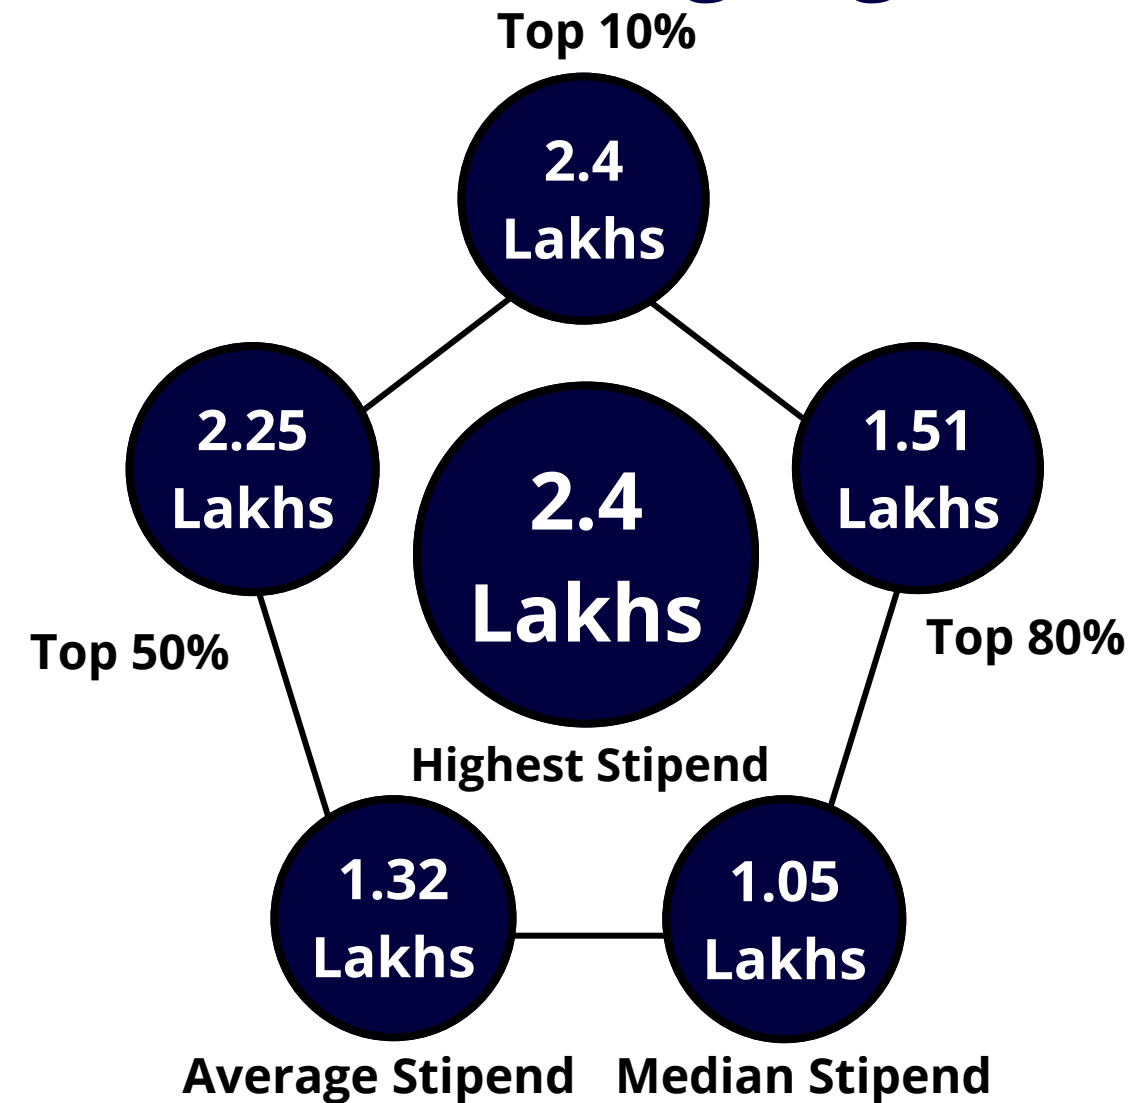 Top 10%
2.4
Lakhs
2.25
Lakhs
1.51
Lakhs
2.4
Lakhs
Top 50%
Top 80%
Highest Stipend
1.32
Lakhs
1.05
Lakhs
Average Stipend
Median Stipend